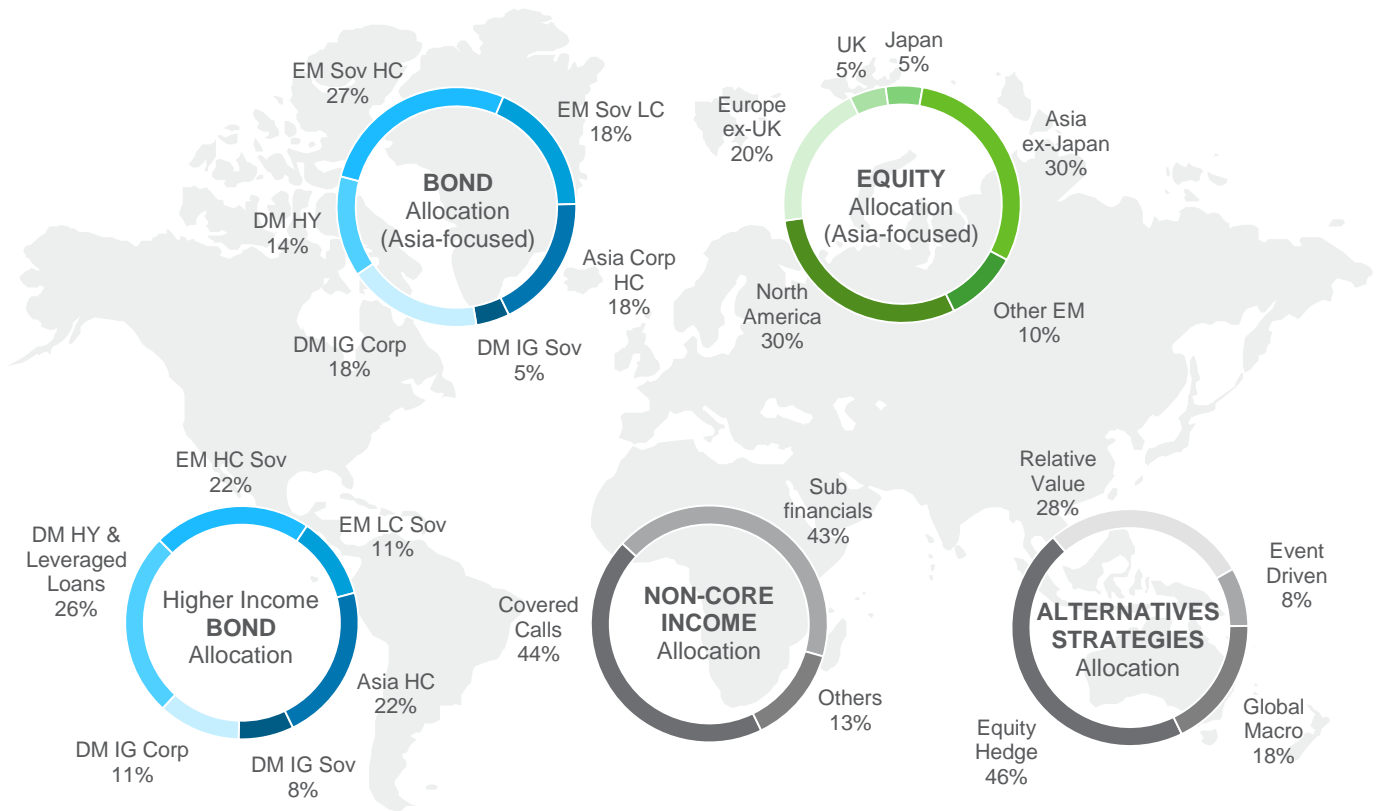 EM Sov HC
27%
EM Sov LC
18%
DM HY
14%
BOND
Allocation
(Asia-focused)
Asia Corp
HC
18%
DM IG Corp
18%
DM IG Sov
5%
UK
5%
Japan
5%
Europe
ex-UK
20%
Asia
ex-Japan
30%
EQUITY
Allocation
(Asia-focused)
North
America
30%
Other EM
10%
EM HC Sov
22%
EM LC Sov
11%
DM HY &
Leveraged
Loans
26%
Higher Income
BOND
Allocation
Asia HC
22%
DM IG Corp
11%
DM IG Sov
8%
Sub
financials
43%
Covered
Calls
44%
NON-CORE
INCOME
Allocation
Others
13%
Relative
Value
28%
Event
Driven
8%
ALTERNATIVES
STRATEGIES
Allocation
Equity
Hedge
46%
Global
Macro
18%